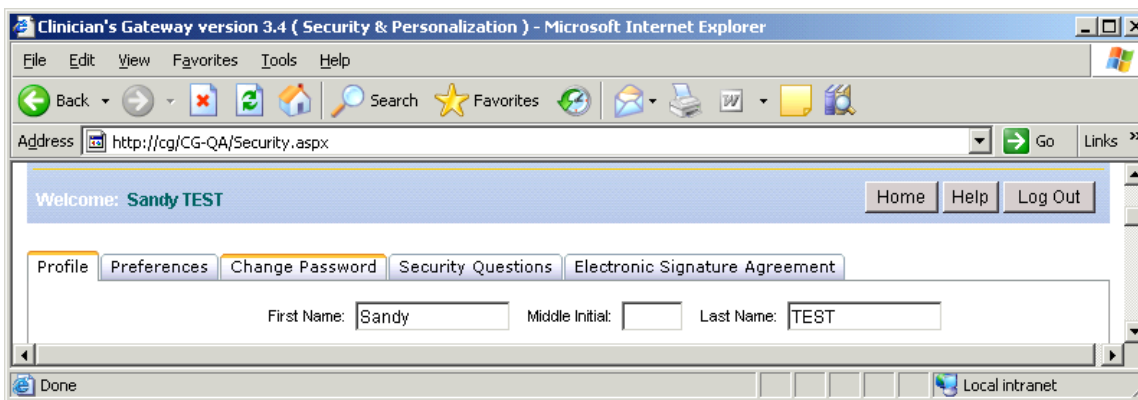 Clinician's Gateway version 3.4 ( Security & Personalization ) - Microsoft Internet Explorer
File Edit View Favorites Tools Help
Back Search Favorites W
Address http://cg/CG-QA/Security.aspx Go Links »
Welcome: Sandy TEST Home Help Log Out
Profile Preferences Change Password Security Questions Electronic Signature Agreement
First Name: Sandy Middle Initial: Last Name: TEST
Done Local intranet